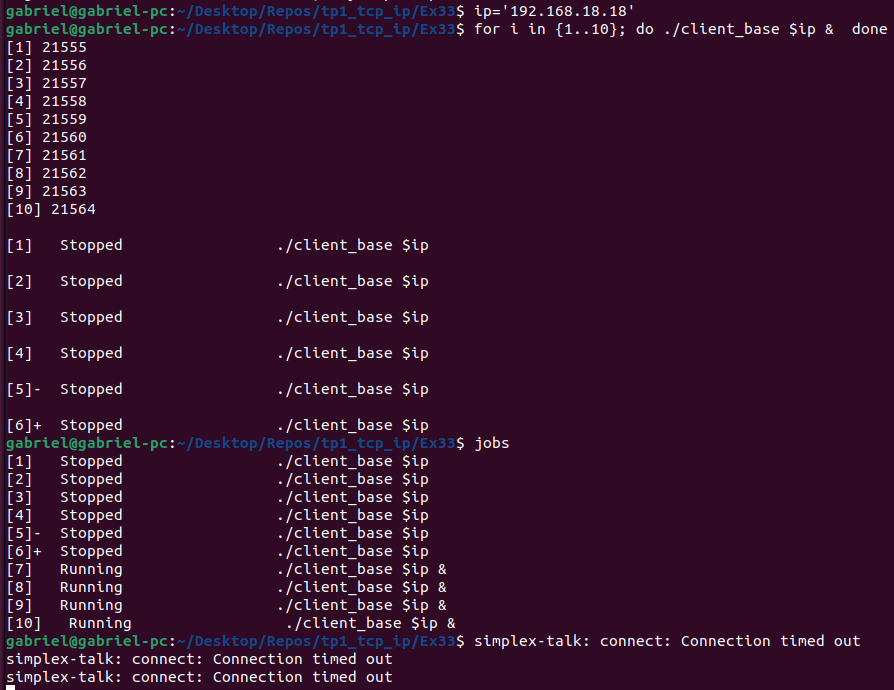 gabriel@gabriel-pc:~/Desktop/Repos/tp1_tcp_ip/Ex33$ ip='192.168.18.18'
gabriel@gabriel-pc:~/Desktop/Repos/tp1_tcp_ip/Ex33$ for i in {1..10}; do ./client_base $ip &  done
[1] 21555
[2] 21556
[3] 21557
[4] 21558
[5] 21559
[6] 21560
[7] 21561
[8] 21562
[9] 21563
[10] 21564
[1]   Stopped                 ./client_base $ip
[2]   Stopped                 ./client_base $ip
[3]   Stopped                 ./client_base $ip
[4]   Stopped                 ./client_base $ip
[5]-  Stopped                 ./client_base $ip
[6]+  Stopped                 ./client_base $ip
gabriel@gabriel-pc:~/Desktop/Repos/tp1_tcp_ip/Ex33$ jobs
[1]   Stopped                 ./client_base $ip
[2]   Stopped                 ./client_base $ip
[3]   Stopped                 ./client_base $ip
[4]   Stopped                 ./client_base $ip
[5]-  Stopped                 ./client_base $ip
[6]+  Stopped                 ./client_base $ip
[7]   Running                 ./client_base $ip &
[8]   Running                 ./client_base $ip &
[9]   Running                 ./client_base $ip &
[10]   Running                 ./client_base $ip &
gabriel@gabriel-pc:~/Desktop/Repos/tp1_tcp_ip/Ex33$ simplex-talk: connect: Connection timed out
simplex-talk: connect: Connection timed out
simplex-talk: connect: Connection timed out